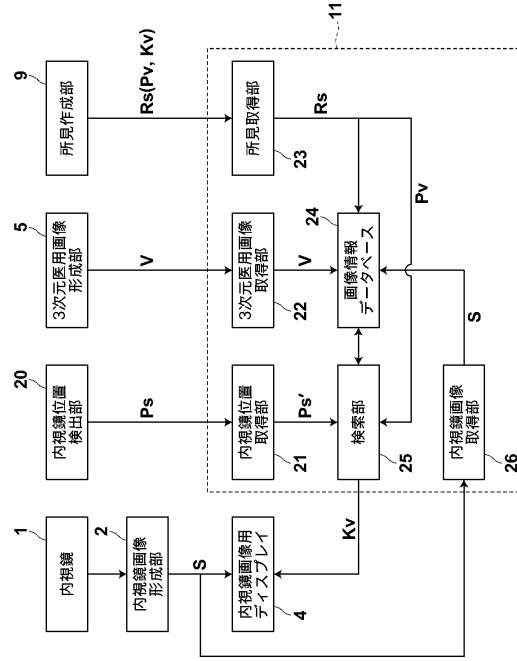 1
内視鏡
2
内視鏡画像
形成部
S
内視鏡画像用
ディスプレイ
4
20
内視鏡位置
検出部
Ps
内視鏡位置
取得部
21
Ps′
検索部
25
Kv
5
3次元医用画像
形成部
V
3次元医用画像
取得部
22
V
24
画像情報
データベース
9
所見作成部
Rs(Pv, Kv)
所見取得部
23
Rs
Pv
11
S
内視鏡画像
取得部
26